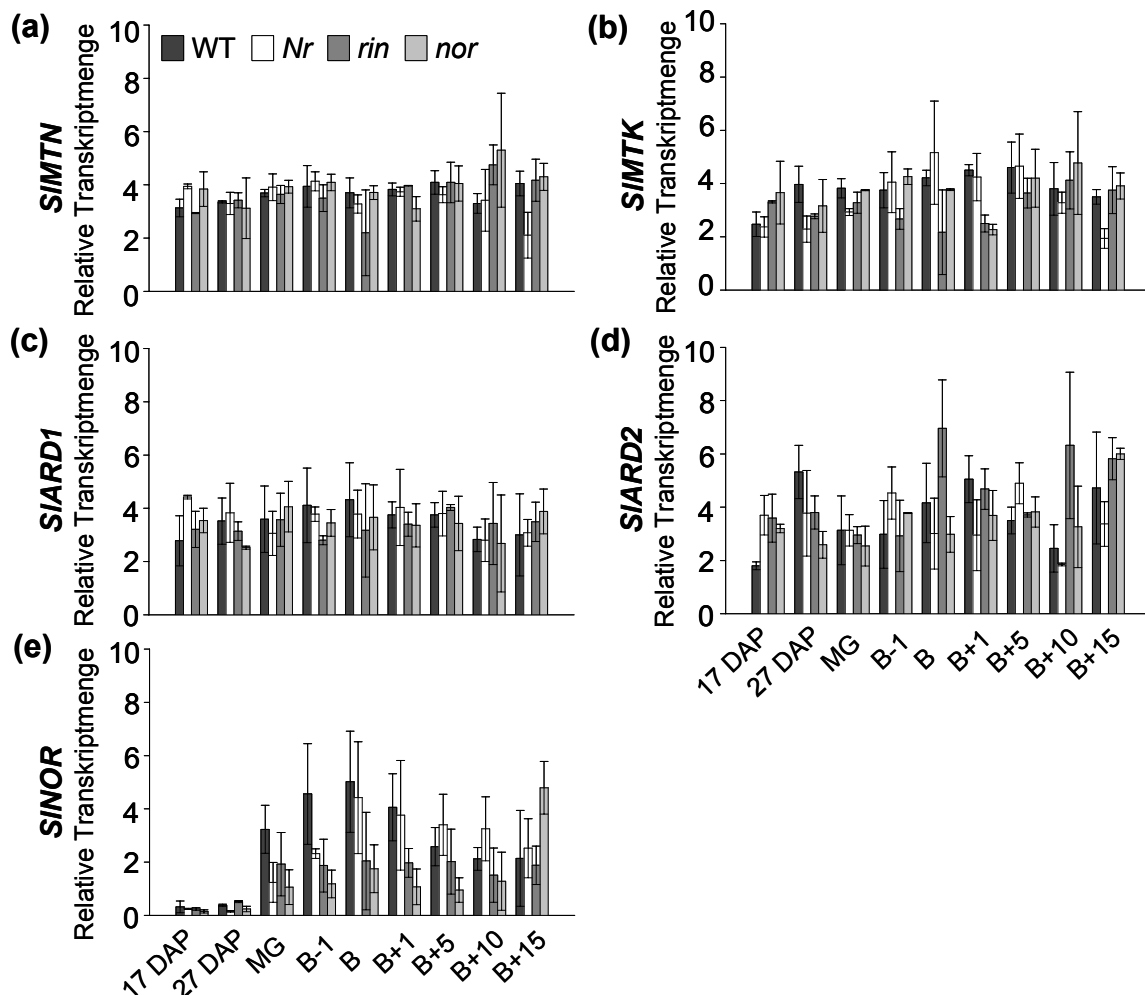 (a)
WT Nr rin nor
SlMTN
Relative Transkriptmenge
10
8
6
4
2
0
(b)
SlMTK
Relative Transkriptmenge
10
8
6
4
2
0
(c)
SlARD1
Relative Transkriptmenge
10
8
6
4
2
0
(d)
SlARD2
Relative Transkriptmenge
10
8
6
4
2
0
17 DAP
27 DAP
MG
B-1
B
B+1
B+5
B+10
B+15
(e)
SlNOR
Relative Transkriptmenge
10
8
6
4
2
0
17 DAP
27 DAP
MG
B-1
B
B+1
B+5
B+10
B+15